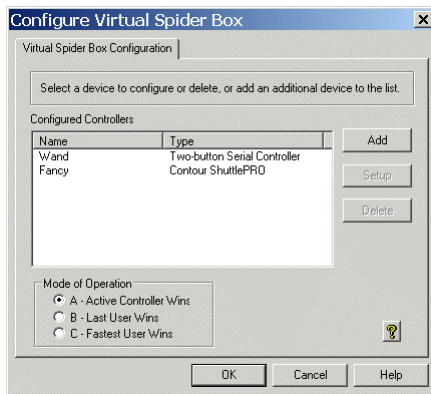 Configure Virtual Spider Box
Virtual Spider Box Configuration
Select a device to configure or delete, or add an additional device to the list.
Configured Controllers
Name Type
Wand Two-button Serial Controller
Fancy Contour ShuttlePRO
Add
Setup
Delete
Mode of Operation
A - Active Controller Wins
B - Last User Wins
C - Fastest User Wins
?
OK Cancel Help